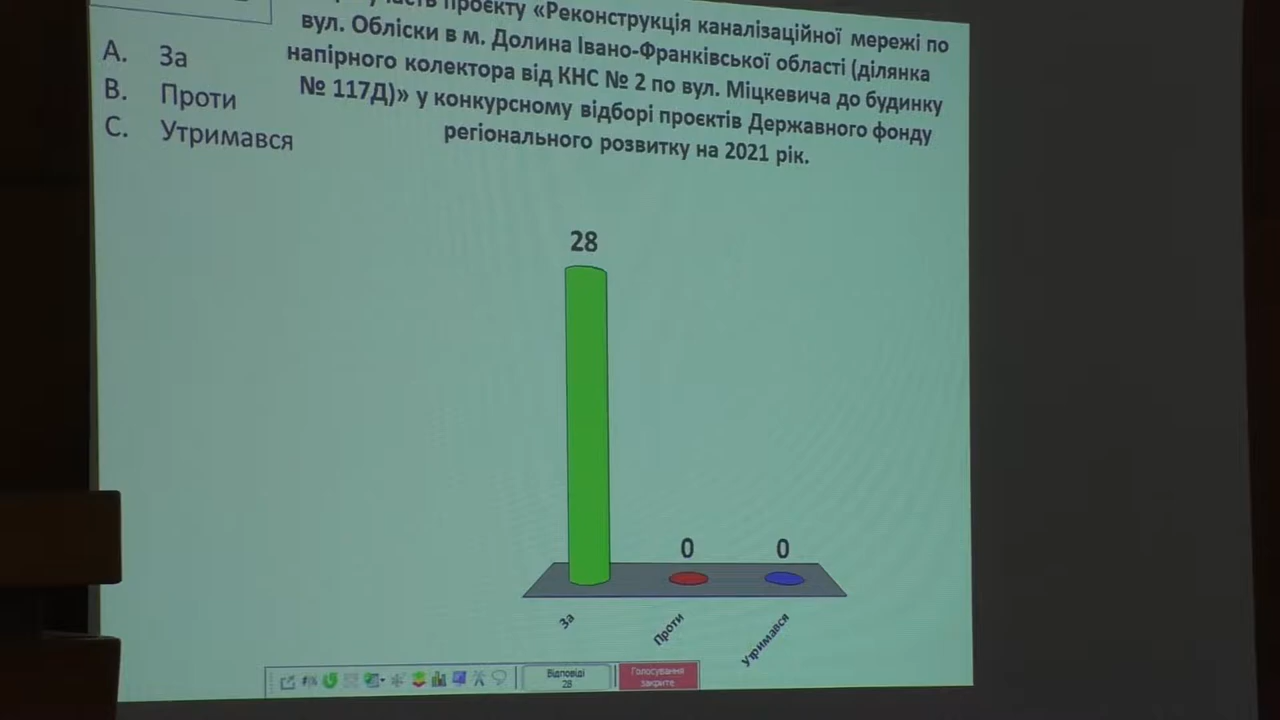 проєкту «Реконструкція каналізаційної мережі по
вул. Обліски в м. Долина Івано-Франківської області (ділянка
напірного колектора від КНС № 2 по вул. Міцкевича до будинку
№ 117Д)» у конкурсному відборі проєктів Державного фонду
регіонального розвитку на 2021 рік.
A. За
B. Проти
C. Утримався
28
0
0
За
Проти
Утримався
Відповіді
28
Голосування
закрите